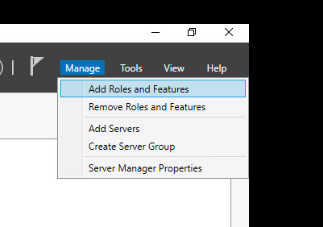 Manage Tools View Help
Add Roles and Features
Remove Roles and Features
Add Servers
Create Server Group
Server Manager Properties